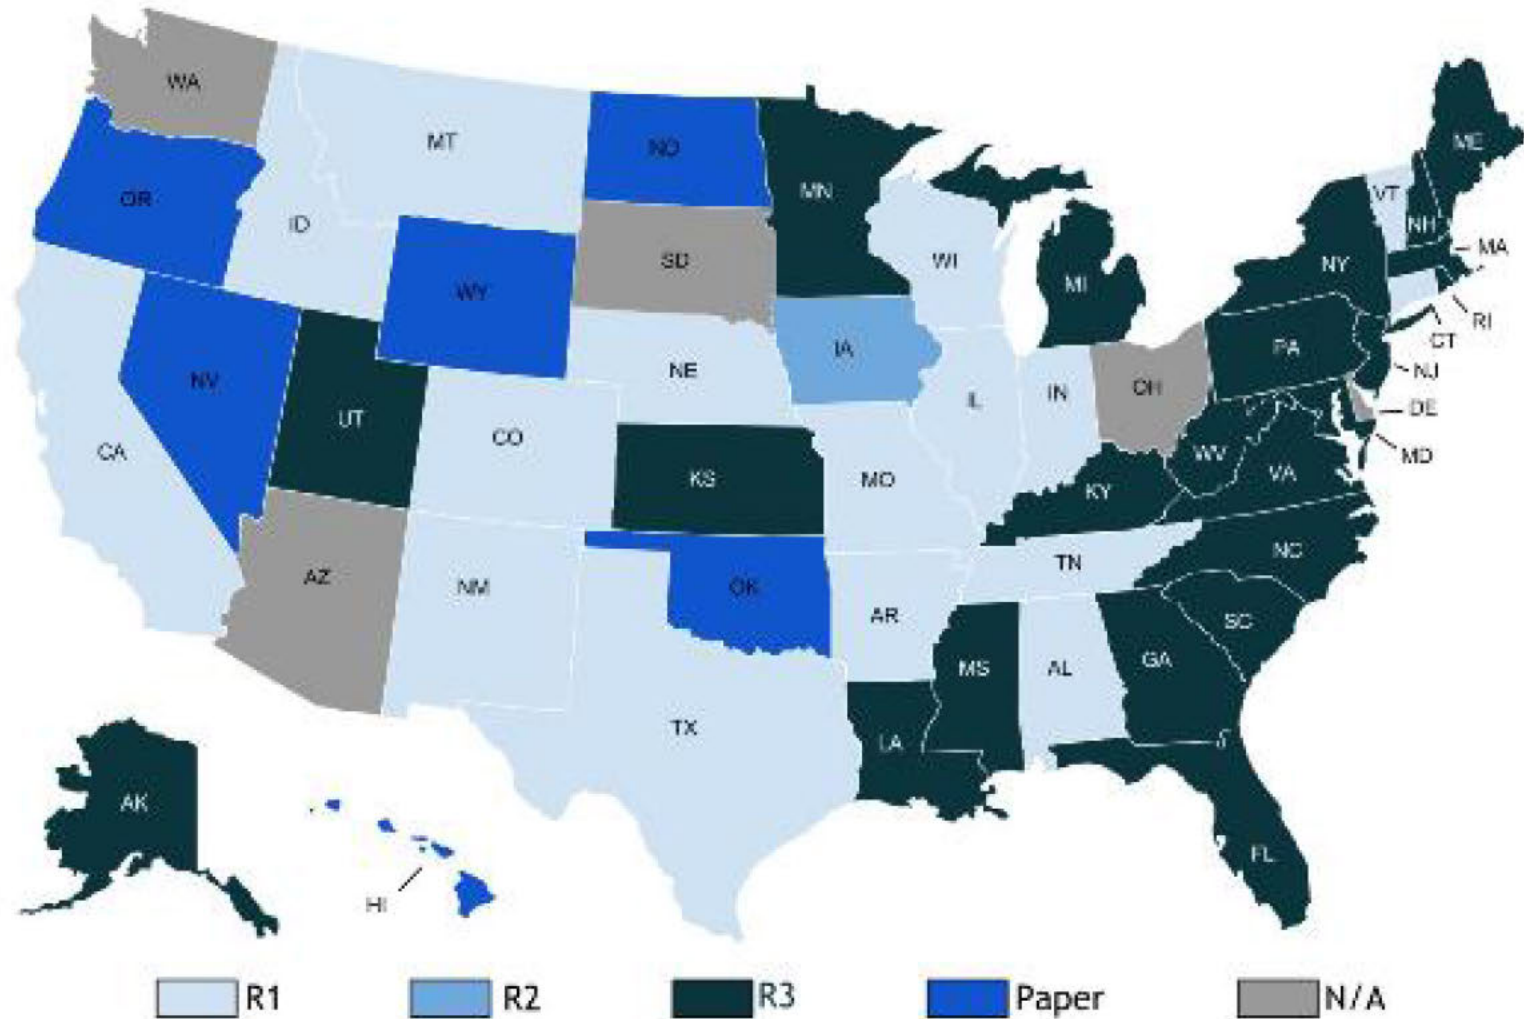 WA
MT
ND
MN
ME
VT
NH
OR
ID
SD
WI
MI
NY
MA
WY
RI
CT
IA
PA
NV
NE
IL
IN
OH
NJ
DE
UT
CO
CA
KS
MO
KY
WV
VA
MD
AZ
NM
OK
AR
TN
NC
SC
MS
AL
GA
TX
LA
AK
FL
HI
R1 R2 R3 Paper N/A